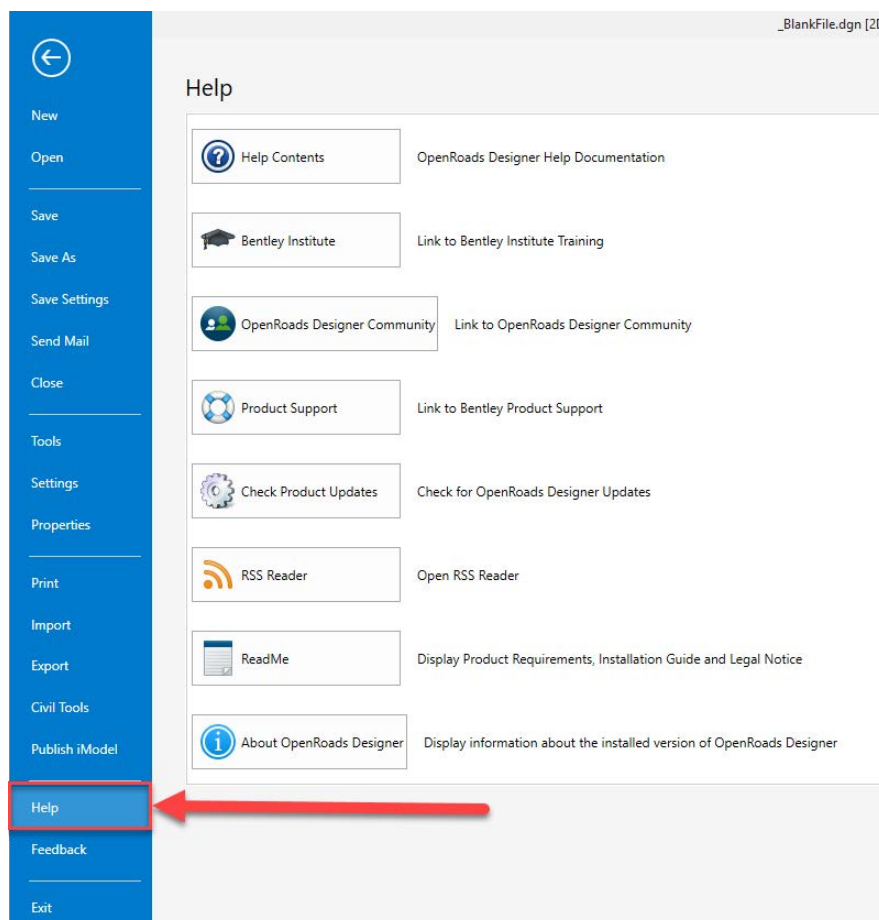 _BlankFile.dgn [2D
Help
New
Open
Save
Save As
Save Settings
Send Mail
Close
Tools
Settings
Properties
Print
Import
Export
Civil Tools
Publish iModel
Help
Feedback
Exit
Help Contents OpenRoads Designer Help Documentation
Bentley Institute Link to Bentley Institute Training
OpenRoads Designer Community Link to OpenRoads Designer Community
Product Support Link to Bentley Product Support
Check Product Updates Check for OpenRoads Designer Updates
RSS Reader Open RSS Reader
ReadMe Display Product Requirements, Installation Guide and Legal Notice
About OpenRoads Designer Display information about the installed version of OpenRoads Designer